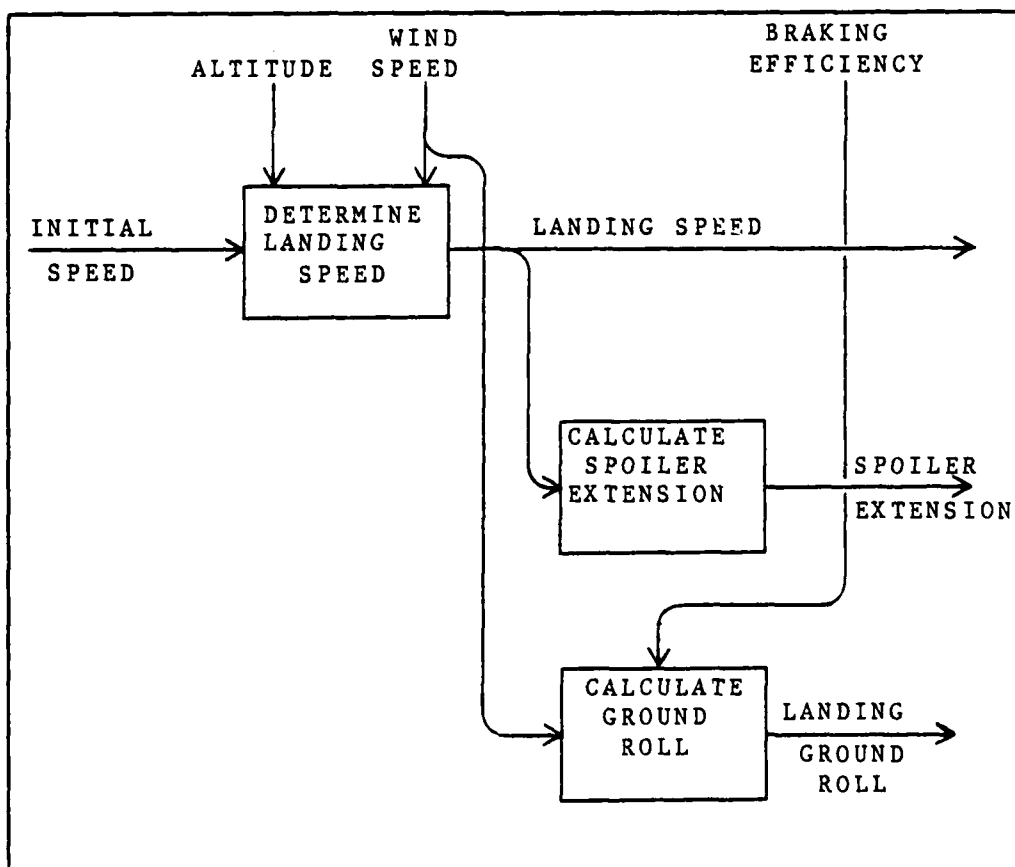 WIND
SPEED
ALTITUDE
BRAKING
EFFICIENCY
INITIAL
SPEED
DETERMINE
LANDING
SPEED
LANDING SPEED
CALCULATE
SPOILER
EXTENSION
SPOILER
EXTENSION
CALCULATE
GROUND
ROLL
LANDING
GROUND
ROLL